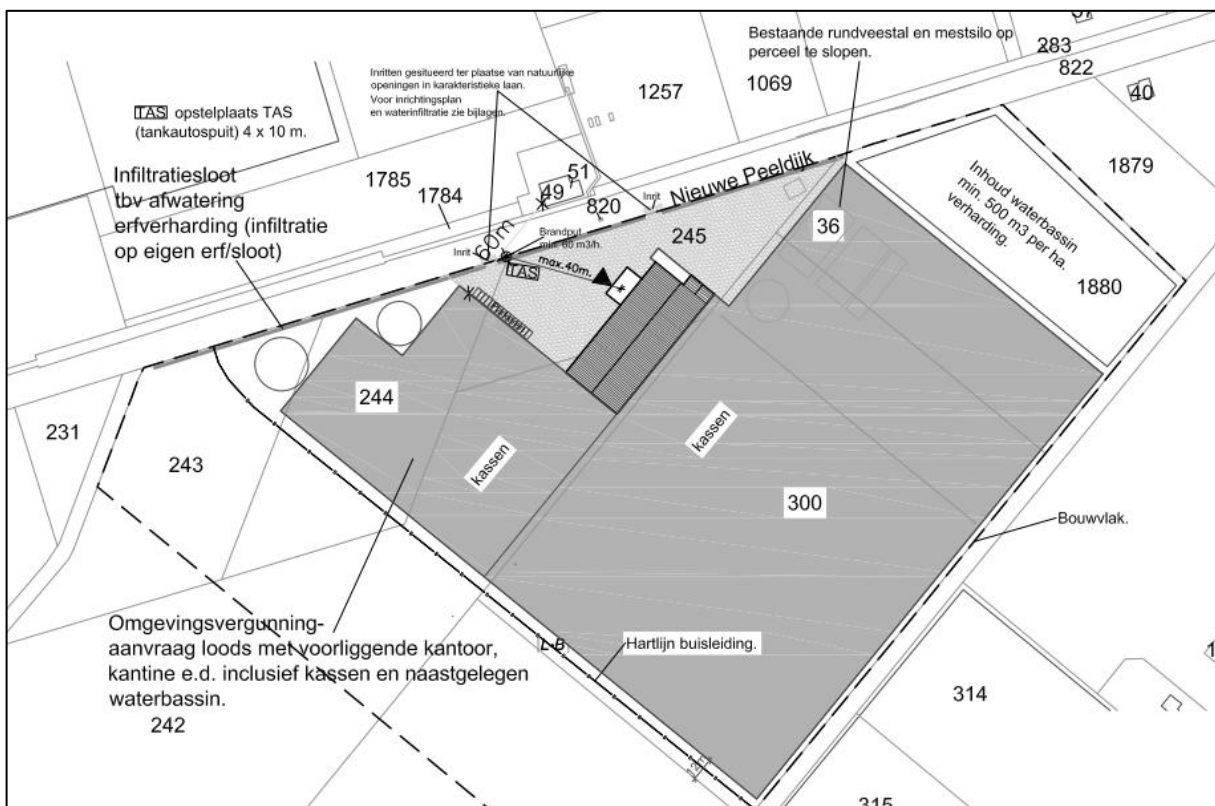 Bestaande rundveestal en mestsilo op
perceel te slopen.
283
822
40
Inritten gesitueerd ter plaatse van natuurlijke
openingen in karakteristieke laan.
Voor inrichtingsplan
en waterinfiltratie zie bijlagen.
1257
1069
TAS opstelplaats TAS
(tankautospuit) 4 x 10 m.
Infiltratiesloot
tbv afwatering
erfverharding (infiltratie
op eigen erf/sloot)
1785
1784
49
51
820
Inrit
Nieuwe Peeldijk
1879
Inhoud waterbassin
min. 500 m3 per ha.
verharding.
1880
36
245
60m
Inrit
Brandput
min. 60 m3/h.
TAS
max. 40m.
244
231
243
kassen
kassen
300
Bouwvlak.
Omgevingsvergunning-
aanvraag loods met voorliggende kantoor,
kantine e.d. inclusief kassen en naastgelegen
waterbassin.
L-B
Hartlijn buisleiding.
242
314
315